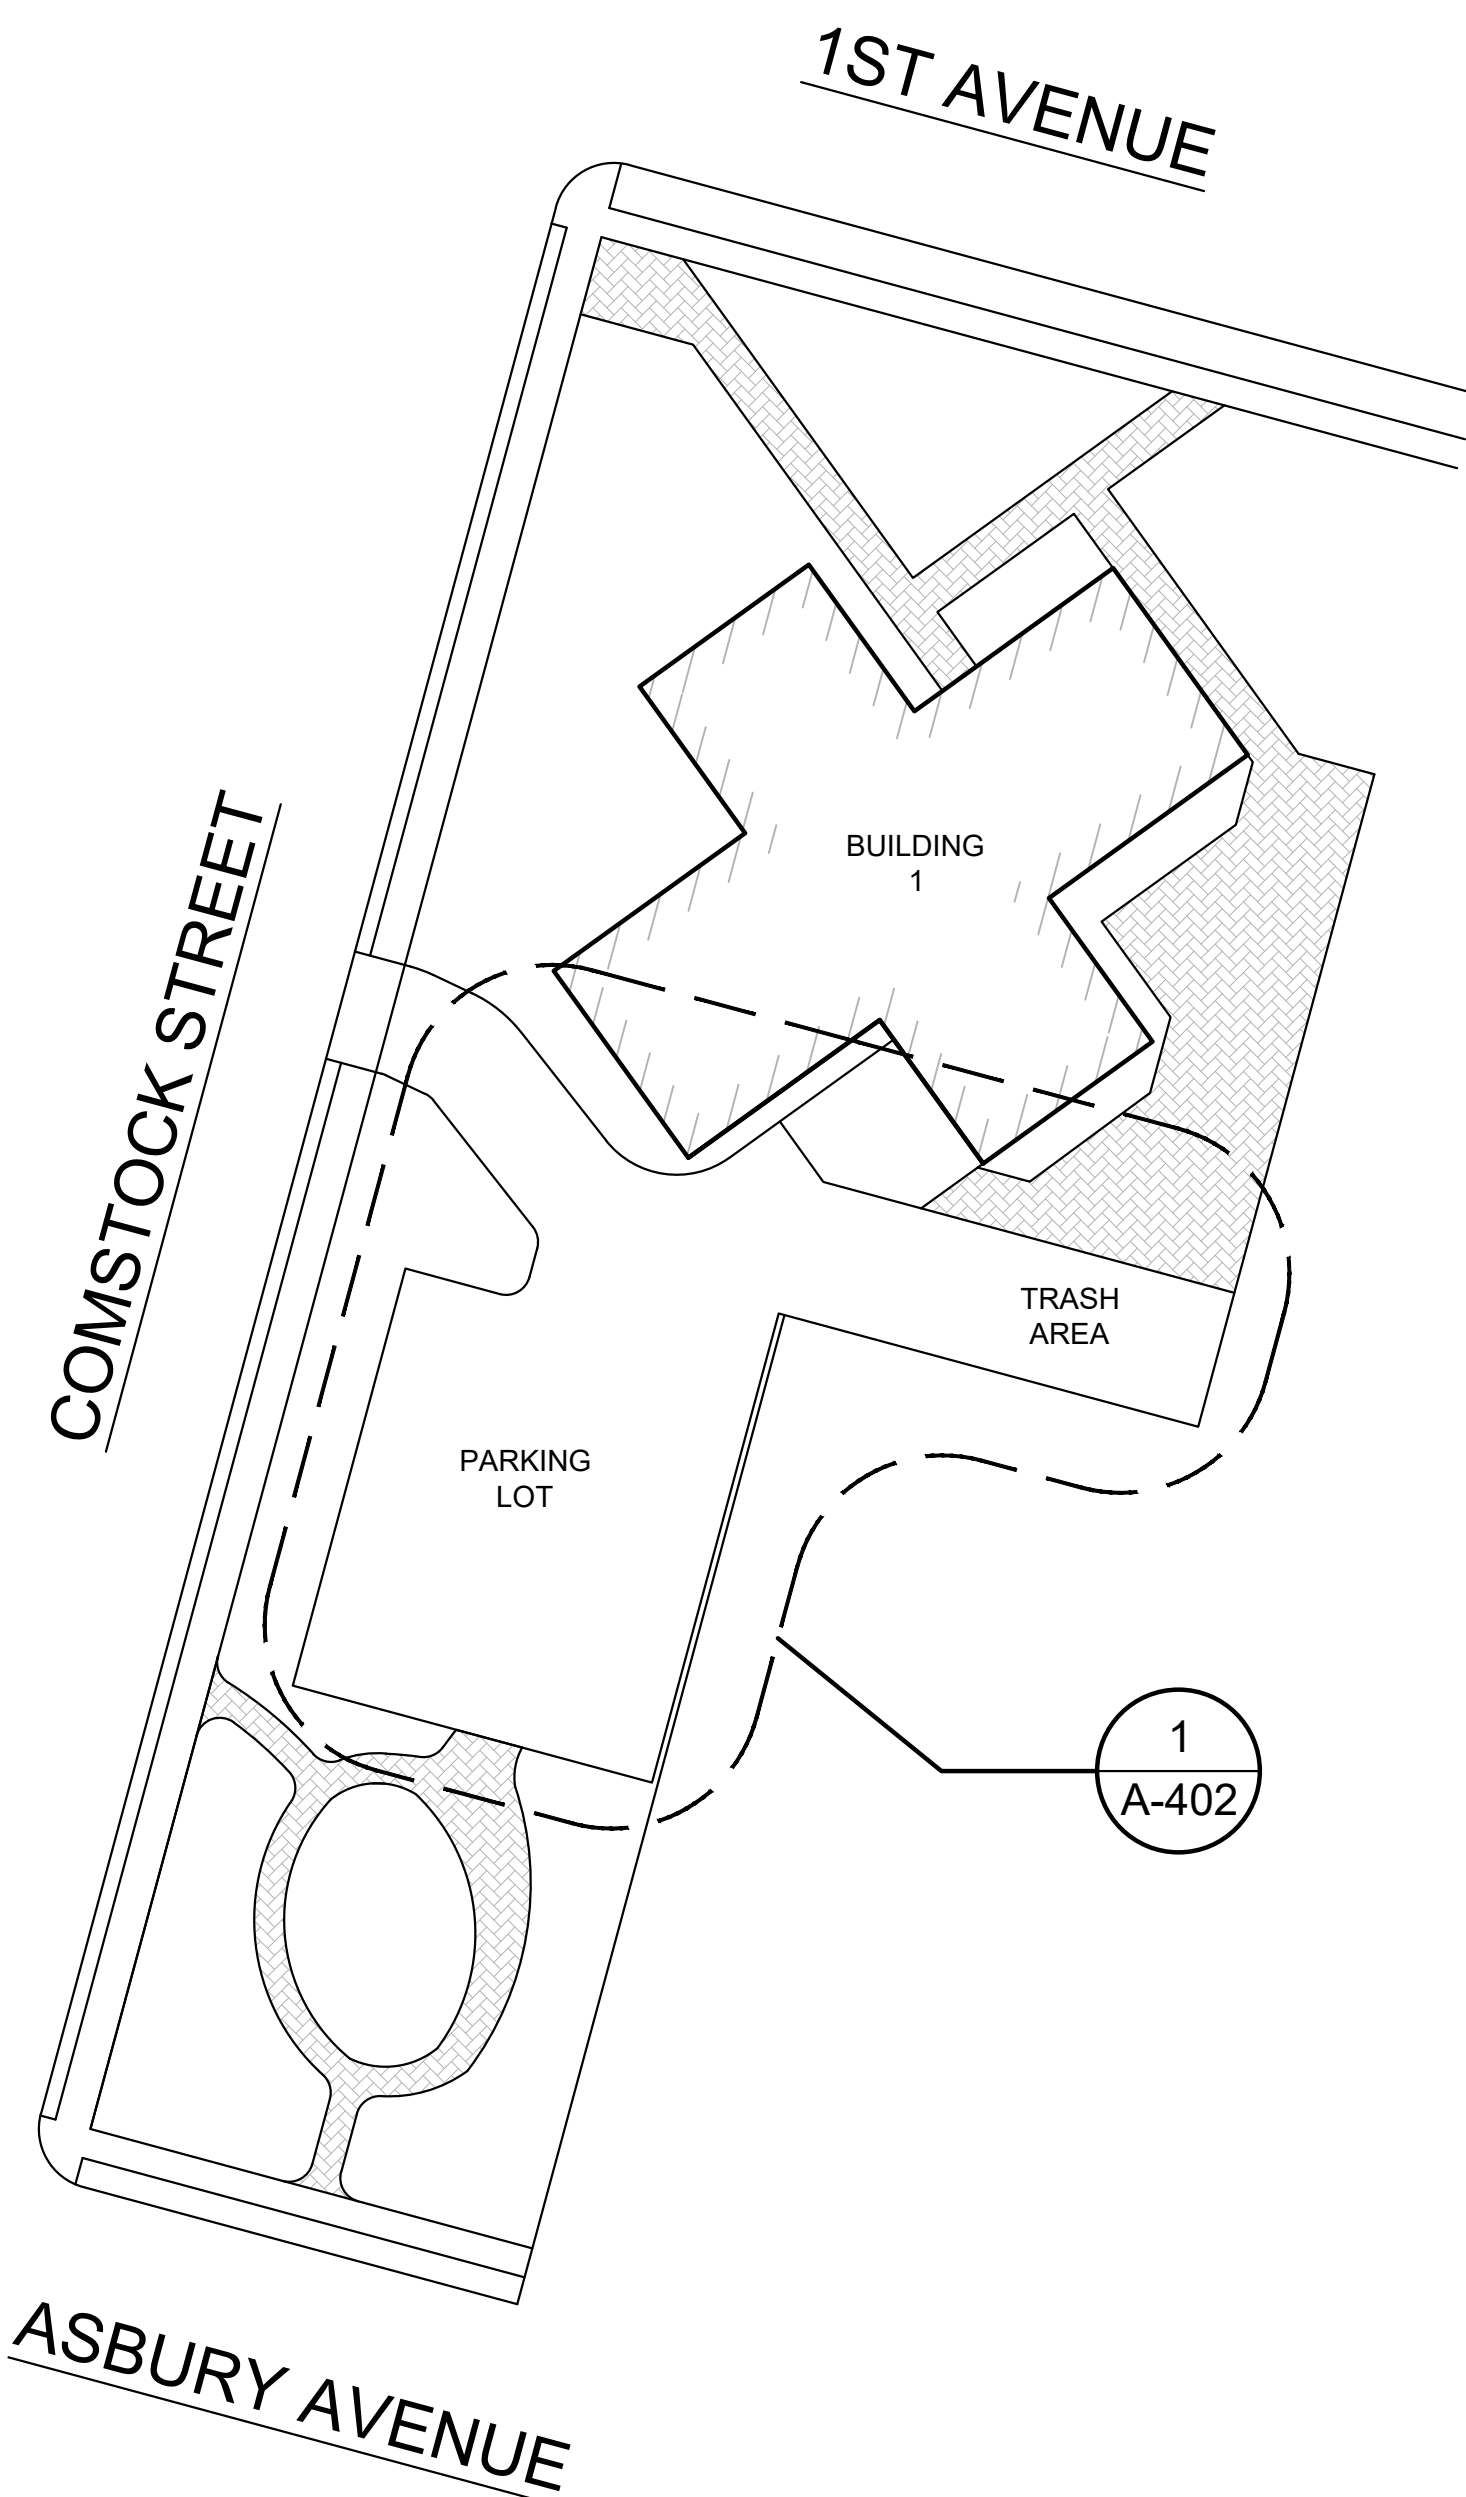 1ST AVENUE
COMSTOCK STREET
BUILDING
1
TRASH
AREA
PARKING
LOT
1
A-402
ASBURY AVENUE